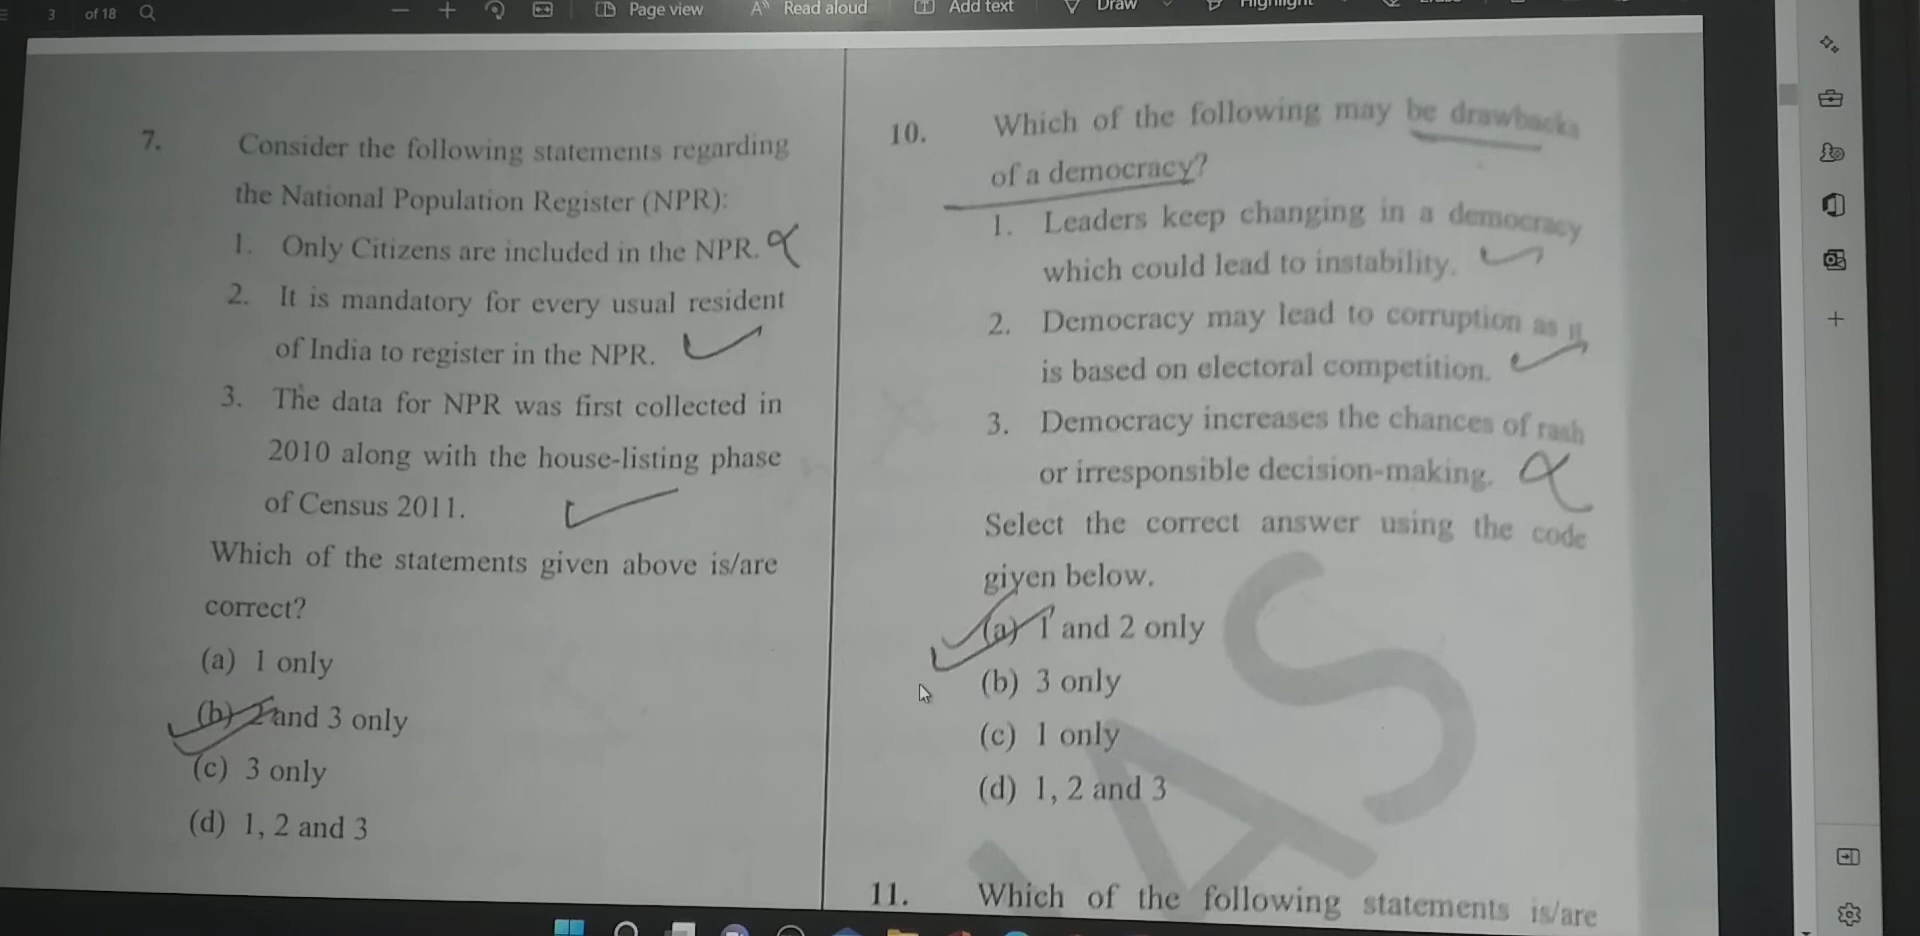 3 of 18
Page view
Read aloud
Add text
Draw
7. Consider the following statements regarding
the National Population Register (NPR):
1. Only Citizens are included in the NPR.
2. It is mandatory for every usual resident
of India to register in the NPR.
3. The data for NPR was first collected in
2010 along with the house-listing phase
of Census 2011.
Which of the statements given above is/are
correct?
(a) 1 only
(b) 2 and 3 only
(c) 3 only
(d) 1, 2 and 3
10. Which of the following may be drawbacks
of a democracy?
1. Leaders keep changing in a democracy
which could lead to instability.
2. Democracy may lead to corruption as it
is based on electoral competition.
3. Democracy increases the chances of rash
or irresponsible decision-making.
Select the correct answer using the code
given below.
(a) 1 and 2 only
(b) 3 only
(c) 1 only
(d) 1, 2 and 3
11. Which of the following statements is/are
AS